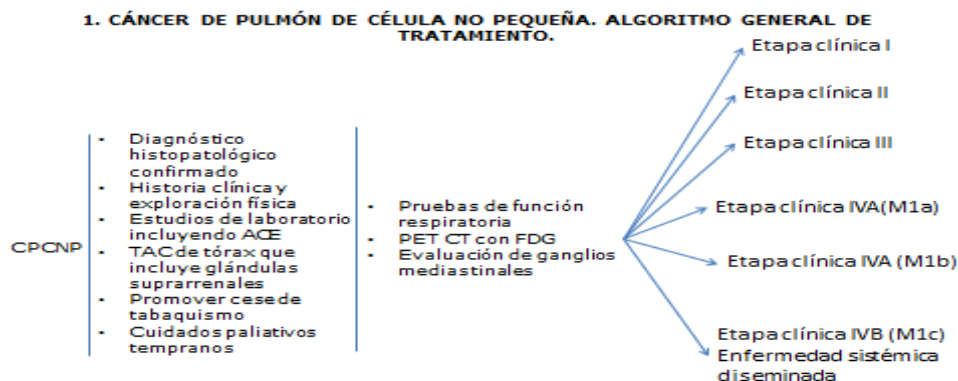 1. CÁNCER DE PULMÓN DE CÉLULA NO PEQUEÑA. ALGORITMO GENERAL DE
TRATAMIENTO.
CPCNP
• Diagnóstico
histopatológico
confirmado
• Historia clínica y
exploración física
• Estudios de laboratorio
incluyendo ACE
• TAC de tórax que
incluye glándulas
suprarrenales
• Promover cese de
tabaquismo
• Cuidados paliativos
tempranos
• Pruebas de función
respiratoria
• PET CT con FDG
• Evaluación de ganglios
mediastinales
Etapa clínica I
Etapa clínica II
Etapa clínica III
Etapa clínica IVA(M1a)
Etapa clínica IVA (M1b)
Etapa clínica IVB (M1c)
Enfermedad sistémica
diseminada